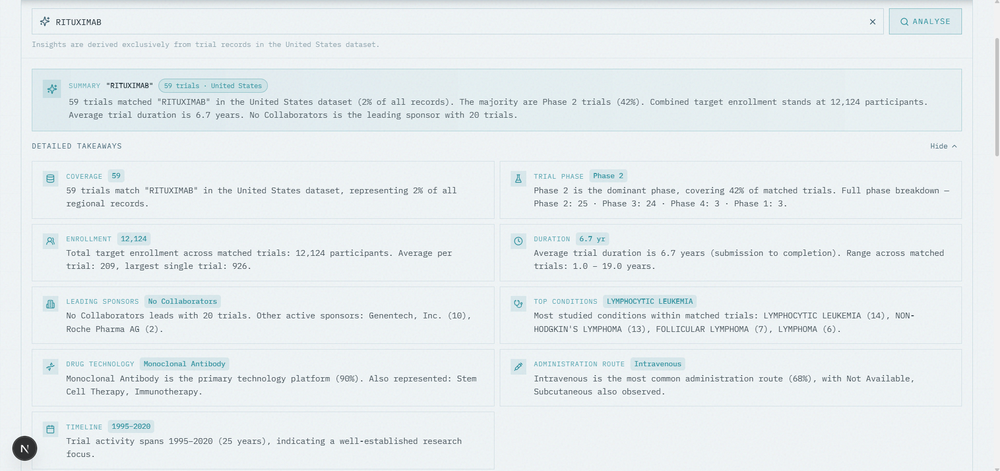 RITUXIMAB
ANALYSE
Insights are derived exclusively from trial records in the United States dataset.
SUMMARY "RITUXIMAB" 59 trials · United States
59 trials matched "RITUXIMAB" in the United States dataset (2% of all records). The majority are Phase 2 trials (42%). Combined target enrollment stands at 12,124 participants.
Average trial duration is 6.7 years. No Collaborators is the leading sponsor with 20 trials.
DETAILED TAKEAWAYS
Hide
COVERAGE 59
59 trials match "RITUXIMAB" in the United States dataset, representing 2% of all
regional records.
TRIAL PHASE Phase 2
Phase 2 is the dominant phase, covering 42% of matched trials. Full phase breakdown —
Phase 2: 25 · Phase 3: 24 · Phase 4: 3 · Phase 1: 3.
ENROLLMENT 12,124
Total target enrollment across matched trials: 12,124 participants. Average per
trial: 209, largest single trial: 926.
DURATION 6.7 yr
Average trial duration is 6.7 years (submission to completion). Range across matched
trials: 1.0 – 19.0 years.
LEADING SPONSORS No Collaborators
No Collaborators leads with 20 trials. Other active sponsors: Genentech, Inc. (10),
Roche Pharma AG (2).
TOP CONDITIONS LYMPHOCYTIC LEUKEMIA
Most studied conditions within matched trials: LYMPHOCYTIC LEUKEMIA (14), NON-
HODGKIN'S LYMPHOMA (13), FOLLICULAR LYMPHOMA (7), LYMPHOMA (6).
DRUG TECHNOLOGY Monoclonal Antibody
Monoclonal Antibody is the primary technology platform (90%). Also represented: Stem
Cell Therapy, Immunotherapy.
ADMINISTRATION ROUTE Intravenous
Intravenous is the most common administration route (68%), with Not Available,
Subcutaneous also observed.
TIMELINE 1995–2020
Trial activity spans 1995–2020 (25 years), indicating a well-established research
focus.
N